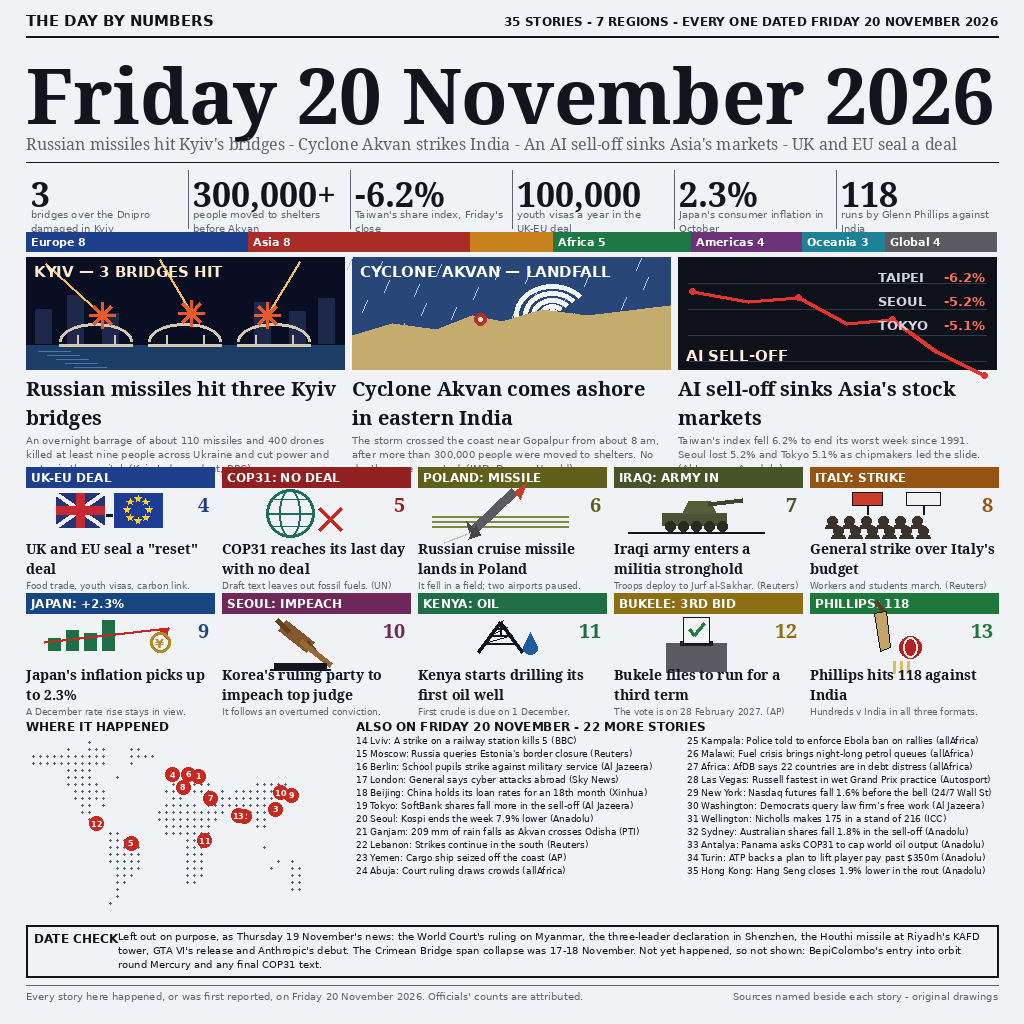 THE DAY BY NUMBERS
35 STORIES - 7 REGIONS - EVERY ONE DATED FRIDAY 20 NOVEMBER 2026
Friday 20 November 2026
Russian missiles hit Kyiv's bridges - Cyclone Akvan strikes India - An AI sell-off sinks Asia's markets - UK and EU seal a deal
3
bridges over the Dnipro
damaged in Kyiv
300,000+
people moved to shelters
before Akvan
-6.2%
Taiwan's share index, Friday's
close
100,000
youth visas a year in the
UK-EU deal
2.3%
Japan's consumer inflation in
October
118
runs by Glenn Phillips against
India
Europe 8
Asia 8
Africa 5
Americas 4
Oceania 3
Global 4
KYIV — 3 BRIDGES HIT
CYCLONE AKVAN — LANDFALL
TAIPEI -6.2%
SEOUL -5.2%
TOKYO -5.1%
AI SELL-OFF
Russian missiles hit three Kyiv
bridges
An overnight barrage of about 110 missiles and 400 drones
killed at least nine people across Ukraine and cut power and
Cyclone Akvan comes ashore
in eastern India
The storm crossed the coast near Gopalpur from about 8 am,
after more than 300,000 people were moved to shelters. No
AI sell-off sinks Asia's stock
markets
Taiwan's index fell 6.2% to end its worst week since 1991.
Seoul lost 5.2% and Tokyo 5.1% as chipmakers led the slide.
UK-EU DEAL
4
UK and EU seal a "reset"
deal
Food trade, youth visas, carbon link.
COP31: NO DEAL
5
COP31 reaches its last day
with no deal
Draft text leaves out fossil fuels. (UN)
POLAND: MISSILE
6
Russian cruise missile
lands in Poland
It fell in a field; two airports paused.
IRAQ: ARMY IN
7
Iraqi army enters a
militia stronghold
Troops deploy to Jurf al-Sakhar. (Reuters)
ITALY: STRIKE
8
General strike over Italy's
budget
Workers and students march. (Reuters)
JAPAN: +2.3%
¥
9
Japan's inflation picks up
to 2.3%
A December rate rise stays in view.
SEOUL: IMPEACH
10
Korea's ruling party to
impeach top judge
It follows an overturned conviction.
KENYA: OIL
11
Kenya starts drilling its
first oil well
First crude is due on 1 December.
BUKELE: 3RD BID
12
Bukele files to run for a
third term
The vote is on 28 February 2027. (AP)
PHILLIPS: 118
13
Phillips hits 118 against
India
Hundreds v India in all three formats.
WHERE IT HAPPENED
4
6
1
8
7
10
9
3
13
12
5
11
ALSO ON FRIDAY 20 NOVEMBER - 22 MORE STORIES
14 Lviv: A strike on a railway station kills 5 (BBC)
15 Moscow: Russia queries Estonia's border closure (Reuters)
16 Berlin: School pupils strike against military service (Al Jazeera)
17 London: General says cyber attacks abroad (Sky News)
18 Beijing: China holds its loan rates for an 18th month (Xinhua)
19 Tokyo: SoftBank shares fall more in the sell-off (Al Jazeera)
20 Seoul: Kospi ends the week 7.9% lower (Anadolu)
21 Ganjam: 209 mm of rain falls as Akvan crosses Odisha (PTI)
22 Lebanon: Strikes continue in the south (Reuters)
23 Yemen: Cargo ship seized off the coast (AP)
24 Abuja: Court ruling draws crowds (allAfrica)
25 Kampala: Police told to enforce Ebola ban on rallies (allAfrica)
26 Malawi: Fuel crisis brings night-long petrol queues (allAfrica)
27 Africa: AfDB says 22 countries are in debt distress (allAfrica)
28 Las Vegas: Russell fastest in wet Grand Prix practice (Autosport)
29 New York: Nasdaq futures fall 1.6% before the bell (24/7 Wall St)
30 Washington: Democrats query law firm's free work (Al Jazeera)
31 Wellington: Nicholls makes 175 in a stand of 216 (ICC)
32 Sydney: Australian shares fall 1.8% in the sell-off (Anadolu)
33 Antalya: Panama asks COP31 to cap world oil output (Anadolu)
34 Turin: ATP backs a plan to lift player pay past $350m (Anadolu)
35 Hong Kong: Hang Seng closes 1.9% lower in the rout (Anadolu)
DATE CHECK
Left out on purpose, as Thursday 19 November's news: the World Court's ruling on Myanmar, the three-leader declaration in Shenzhen, the Houthi missile at Riyadh's KAFD
tower, GTA VI's release and Anthropic's debut. The Crimean Bridge span collapse was 17-18 November. Not yet happened, so not shown: BepiColombo's entry into orbit
round Mercury and any final COP31 text.
Every story here happened, or was first reported, on Friday 20 November 2026. Officials' counts are attributed.
Sources named beside each story - original drawings